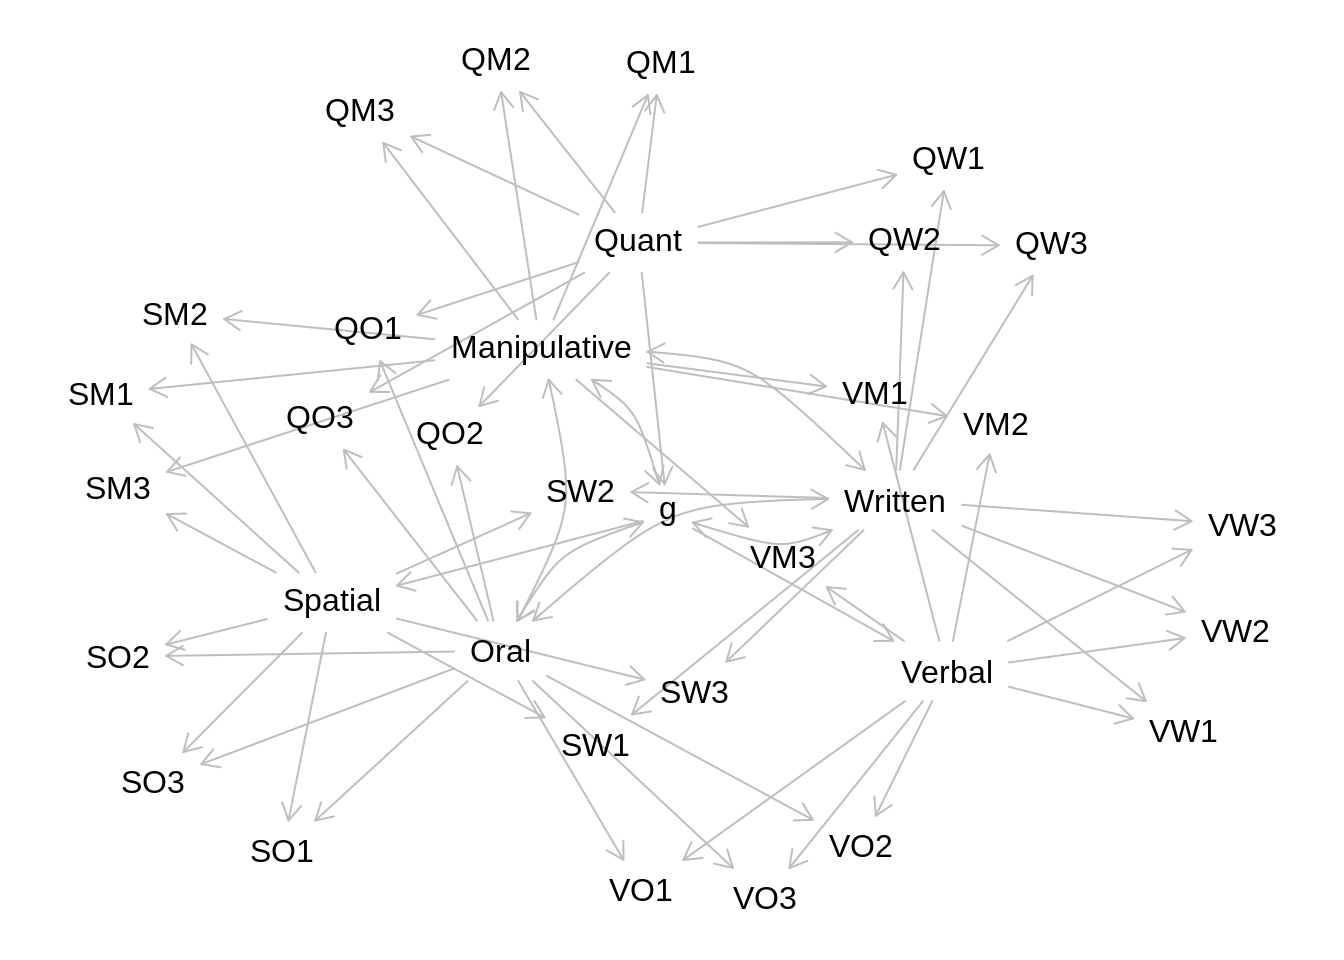 QM2
QM1
QM3
QW1
Quant
QW2
QW3
SM2
QO1
Manipulative
SM1
VM1
QO3
QO2
VM2
SM3
SW2
g
Written
VW3
VM3
Spatial
VW2
SO2
Oral
Verbal
SW3
VW1
SW1
SO3
SO1
VO2
VO1
VO3